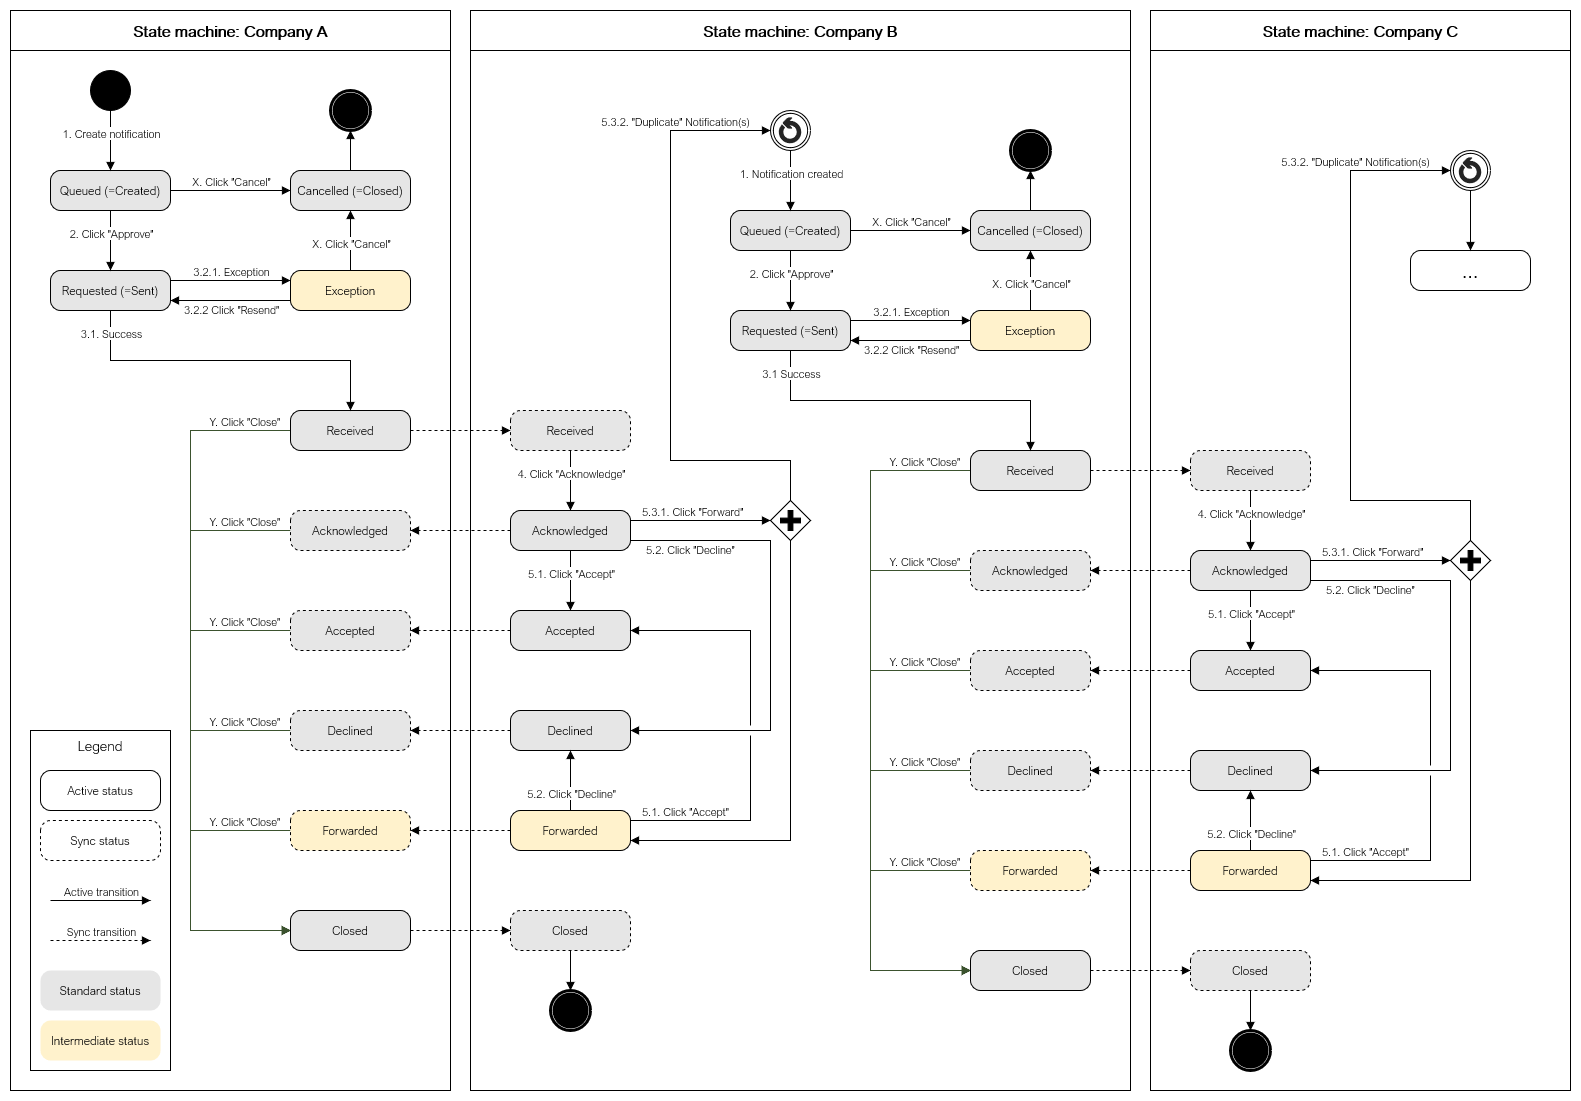 State machine: Company A
1. Create notification
Queued (=Created)
X. Click "Cancel"
Cancelled (=Closed)
2. Click "Approve"
X. Click "Cancel"
Requested (=Sent)
3.2.1. Exception
Exception
3.2.2 Click "Resend"
3.1. Success
Y. Click "Close"
Received
Y. Click "Close"
Acknowledged
Y. Click "Close"
Accepted
Y. Click "Close"
Declined
Y. Click "Close"
Forwarded
Closed
Legend
Active status
Sync status
Active transition
Sync transition
Standard status
Intermediate status
State machine: Company B
5.3.2. "Duplicate" Notification(s)
1. Notification created
Queued (=Created)
X. Click "Cancel"
Cancelled (=Closed)
2. Click "Approve"
X. Click "Cancel"
Requested (=Sent)
3.2.1. Exception
Exception
3.2.2 Click "Resend"
3.1 Success
Received
4. Click "Acknowledge"
Acknowledged
5.3.1. Click "Forward"
5.2. Click "Decline"
5.1. Click "Accept"
Accepted
Declined
5.2. Click "Decline"
Forwarded
5.1. Click "Accept"
Closed
Y. Click "Close"
Received
Y. Click "Close"
Acknowledged
Y. Click "Close"
Accepted
Y. Click "Close"
Declined
Y. Click "Close"
Forwarded
Closed
State machine: Company C
5.3.2. "Duplicate" Notification(s)
...
Received
4. Click "Acknowledge"
Acknowledged
5.3.1. Click "Forward"
5.2. Click "Decline"
5.1. Click "Accept"
Accepted
Declined
5.2. Click "Decline"
Forwarded
5.1. Click "Accept"
Closed